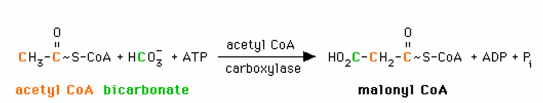 O
O
acetyl CoA
CH3-C~S-CoA + HCO3- + ATP
HO2C-CH2-C~S-CoA + ADP + Pi
carboxylase
acetyl CoA bicarbonate
malonyl CoA